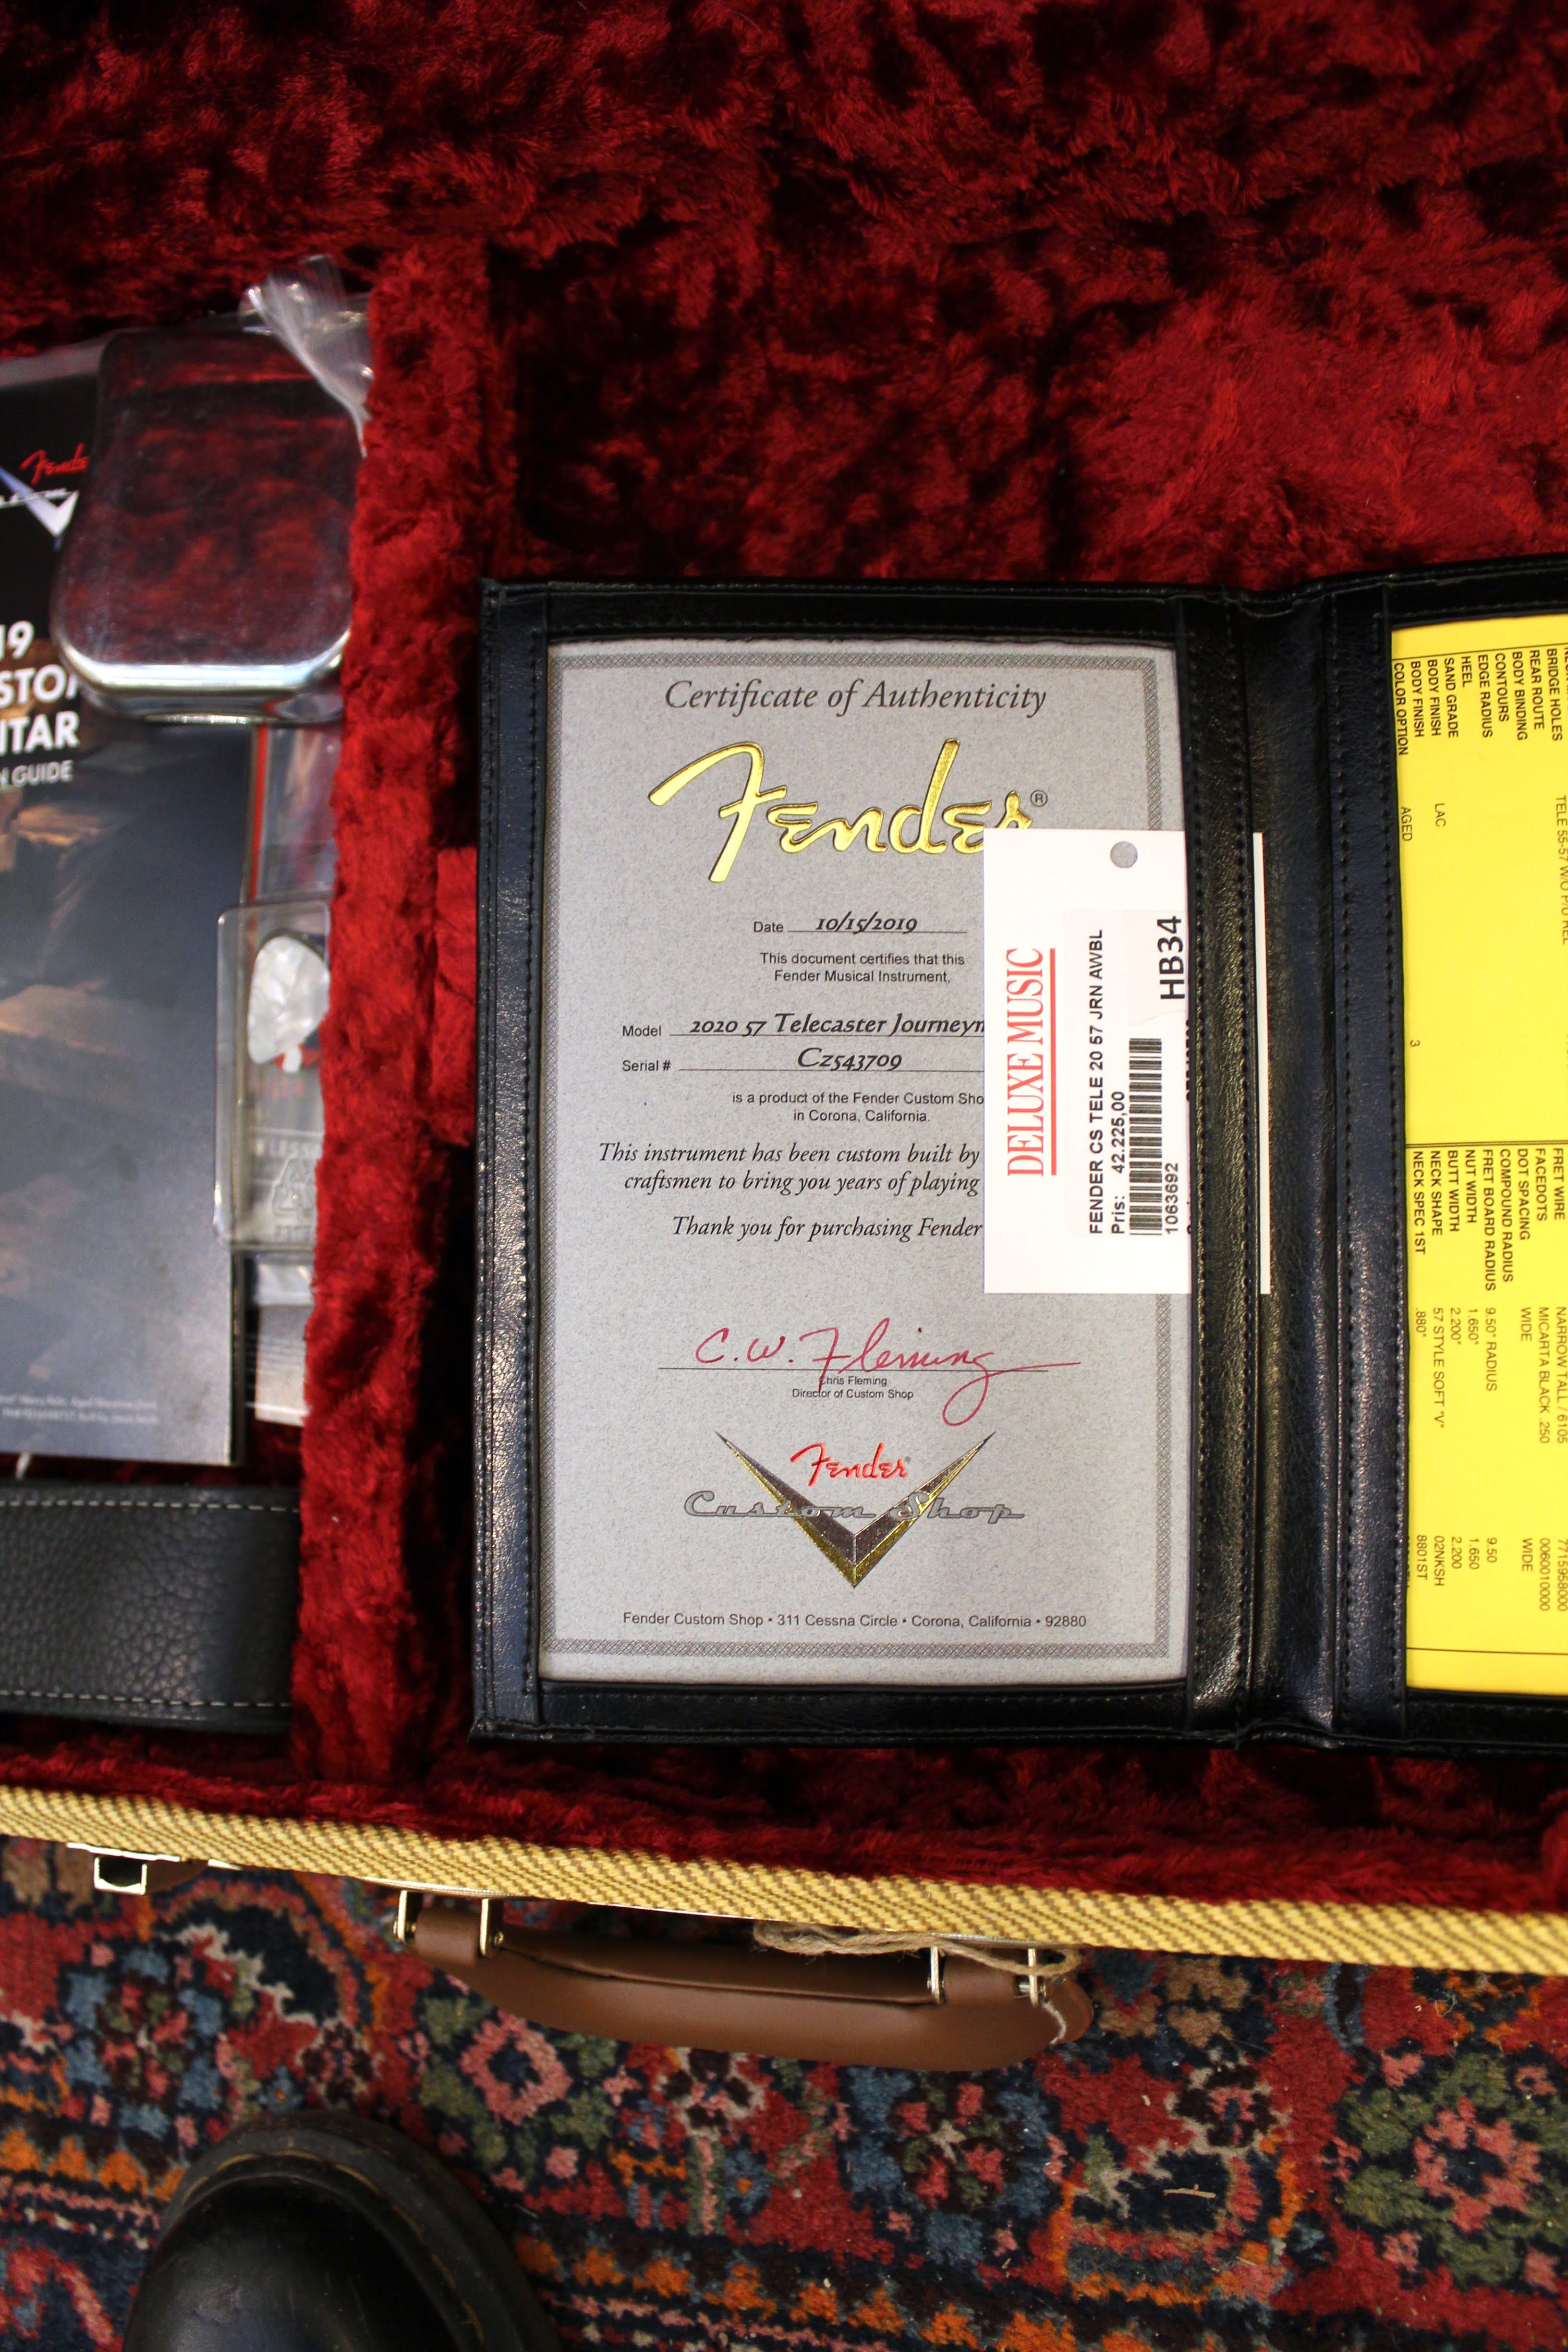 Fende
19
STO
ITAR
N GUIDE
Certificate of Authenticity
Fender®
Date 10/15/2019
This document certifies that this
Fender Musical Instrument,
Model 2020 57 Telecaster Journeyn
Serial # CZ543709
is a product of the Fender Custom Sho
in Corona, California.
This instrument has been custom built by
craftsmen to bring you years of playing
Thank you for purchasing Fender
C.W. Fleming
Chris Fleming
Director of Custom Shop
Fender
Custom Shop
Fender Custom Shop • 311 Cessna Circle • Corona, California • 92880
DELUXE MUSIC
FENDER CS TELE 20 57 JRN AWBL
Pris: 42.225,00
1063692
HB34
BRIDGE HOLES TELE 55-57 W/O P/U REL
REAR ROUTE
BODY BINDING
CONTOURS
EDGE RADIUS
HEEL
SAND GRADE
BODY FINISH LAC
BODY FINISH
COLOR OPTION AGED 3
FRET WIRE NARROW TALL / 6105 7715968000
FACEDOTS MICARTA BLACK .250 0060010000
DOT SPACING WIDE WIDE
COMPOUND RADIUS
FRET BOARD RADIUS 9.50" RADIUS 9.50
NUT WIDTH 1.650" 1.650
BUTT WIDTH 2.200" 2.200
NECK SHAPE 57 STYLE SOFT "V" 02NKSH
NECK SPEC 1ST .880" 8801ST